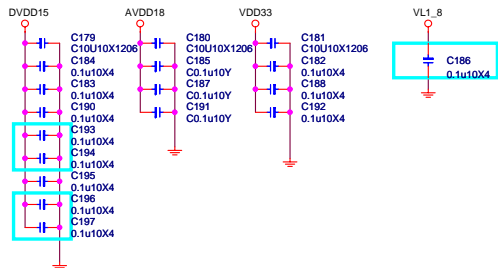 DVDD15
C179
C10U10X1206
C184
0.1u10X4
C183
0.1u10X4
C190
0.1u10X4
C193
0.1u10X4
C194
0.1u10X4
C195
0.1u10X4
C196
0.1u10X4
C197
0.1u10X4
AVDD18
C180
C10U10X1206
C185
C0.1u10Y
C187
C0.1u10Y
C191
C0.1u10Y
VDD33
C181
C10U10X1206
C182
0.1u10X4
C188
0.1u10X4
C192
0.1u10X4
VL1_8
C186
0.1u10X4